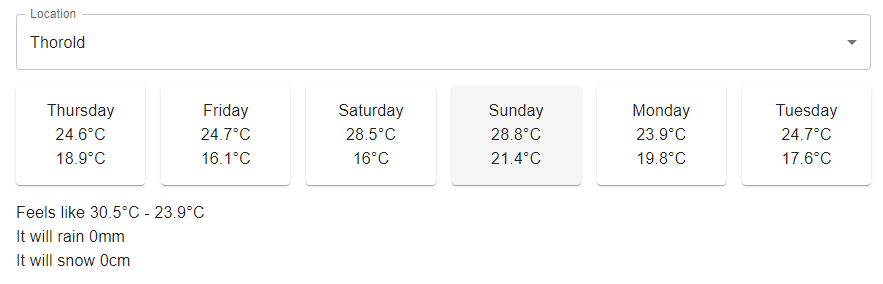 Location
Thorold
Thursday Friday Saturday Sunday Monday Tuesday
24.6°C 24.7°C 28.5°C 28.8°C 23.9°C 24.7°C
18.9°C 16.1°C 16°C 21.4°C 19.8°C 17.6°C
Feels like 30.5°C - 23.9°C
It will rain 0mm
It will snow 0cm